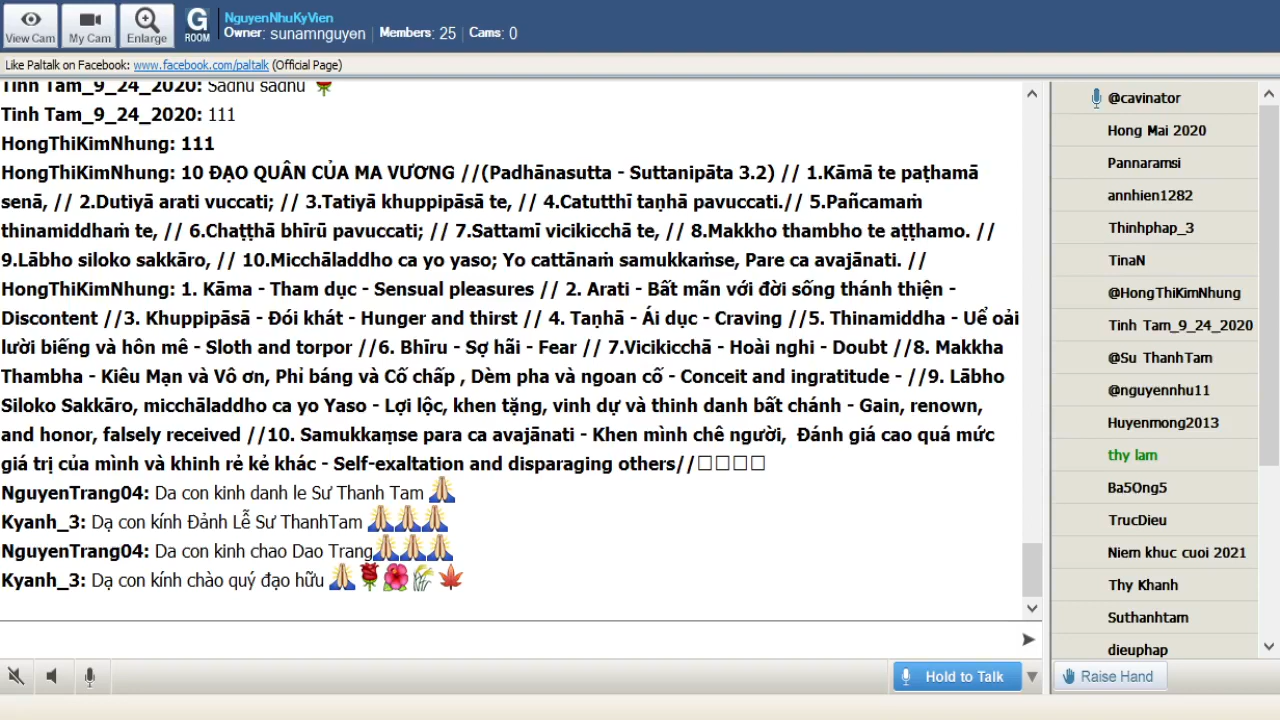 View Cam
My Cam
Enlarge
G
ROOM
NguyenNhuKyVien
Owner: sunamnguyen | Members: 25 | Cams: 0
Like Paltalk on Facebook: www.facebook.com/paltalk (Official Page)
Tinh Tam_9_24_2020: Sadhu sadhu
Tinh Tam_9_24_2020: 111
HongThiKimNhung: 111
HongThiKimNhung: 10 ĐẠO QUÂN CỦA MA VƯƠNG //(Padhānasutta - Suttanipāta 3.2) // 1.Kāmā te paṭhamā
senā, // 2.Dutiyā arati vuccati; // 3.Tatiyā khuppipāsā te, // 4.Catutthī taṇhā pavuccati.// 5.Pañcamaṁ
thinamiddhaṁ te, // 6.Chaṭṭhā bhīrū pavuccati; // 7.Sattamī vicikicchā te, // 8.Makkho thambho te aṭṭhamo. //
9.Lābho siloko sakkāro, // 10.Micchāladdho ca yo yaso; Yo cattānaṁ samukkaṁse, Pare ca avajānati. //
HongThiKimNhung: 1. Kāma - Tham dục - Sensual pleasures // 2. Arati - Bất mãn với đời sống thánh thiện -
Discontent //3. Khuppipāsā - Đói khát - Hunger and thirst // 4. Taṇhā - Ái dục - Craving //5. Thinamiddha - Uể oải
lười biếng và hôn mê - Sloth and torpor //6. Bhīru - Sợ hãi - Fear // 7.Vicikicchā - Hoài nghi - Doubt //8. Makkha
Thambha - Kiêu Mạn và Vô ơn, Phỉ báng và Cố chấp , Dèm pha và ngoan cố - Conceit and ingratitude - //9. Lābho
Siloko Sakkāro, micchāladdho ca yo Yaso - Lợi lộc, khen tặng, vinh dự và thinh danh bất chánh - Gain, renown,
and honor, falsely received //10. Samukkaṃse para ca avajānati - Khen mình chê người,  Đánh giá cao quá mức
giá trị của mình và khinh rẻ kẻ khác - Self-exaltation and disparaging others//□□□□
NguyenTrang04: Da con kinh danh le Sư Thanh Tam
Kyanh_3: Dạ con kính Đảnh Lễ Sư ThanhTam
NguyenTrang04: Da con kinh chao Dao Trang
Kyanh_3: Dạ con kính chào quý đạo hữu
Hold to Talk
@cavinator
Hong Mai 2020
Pannaramsi
annhien1282
Thinhphap_3
TinaN
@HongThiKimNhung
Tinh Tam_9_24_2020
@Su ThanhTam
@nguyennhu11
Huyenmong2013
thy lam
Ba5Ong5
TrucDieu
Niem khuc cuoi 2021
Thy Khanh
Suthanhtam
dieuphap
Raise Hand